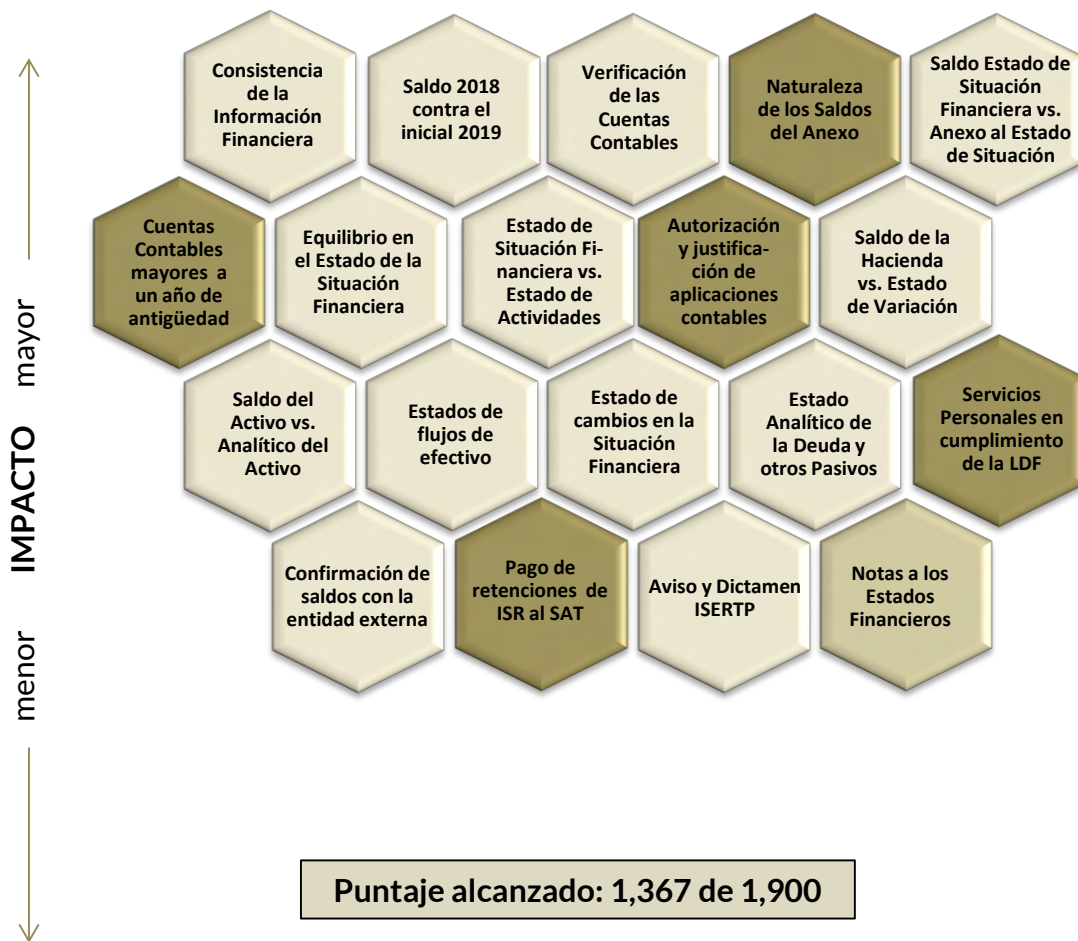 Consistencia
de la
Información
Financiera
Saldo 2018
contra el
inicial 2019
Verificación
de las
Cuentas
Contables
Naturaleza
de los Saldos
del Anexo
Saldo Estado de
Situación
Financiera vs.
Anexo al Estado
de Situación
Cuentas
Contables
mayores a
un año de
antigüedad
Equilibrio en
el Estado de la
Situación
Financiera
Estado de
Situación Fi-
nanciera vs.
Estado de
Actividades
Autorización
y justifica-
ción de
aplicaciones
contables
Saldo de la
Hacienda
vs. Estado
de Variación
Saldo del
Activo vs.
Analítico del
Activo
Estados de
flujos de
efectivo
Estado de
cambios en la
Situación
Financiera
Estado
Analítico de
la Deuda y
otros Pasivos
Servicios
Personales en
cumplimiento
de la LDF
Confirmación de
saldos con la
entidad externa
Pago de
retenciones de
ISR al SAT
Aviso y Dictamen
ISERTP
Notas a los
Estados
Financieros
menor IMPACTO mayor
Puntaje alcanzado: 1,367 de 1,900